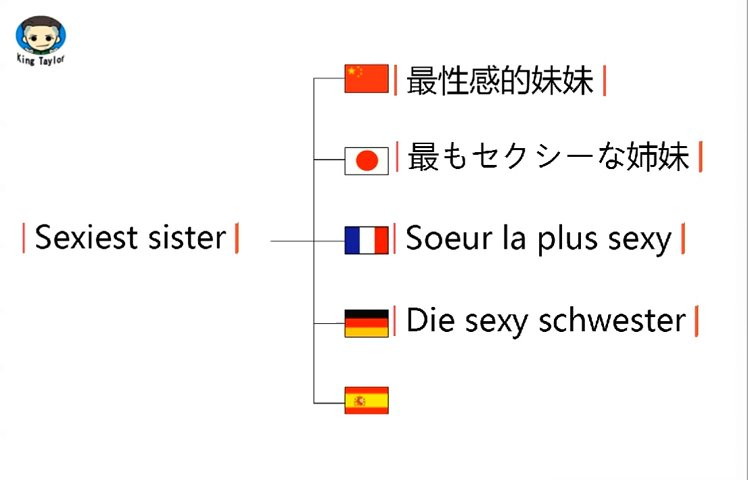 King Taylor
最性感的妹妹
最もセクシーな姉妹
Sexiest sister
Soeur la plus sexy
Die sexy schwester